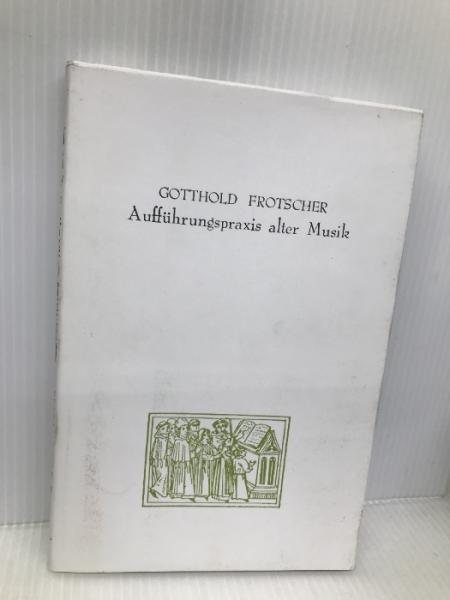 GOTTHOLD FROTSCHER
Aufführungspraxis alter Musik